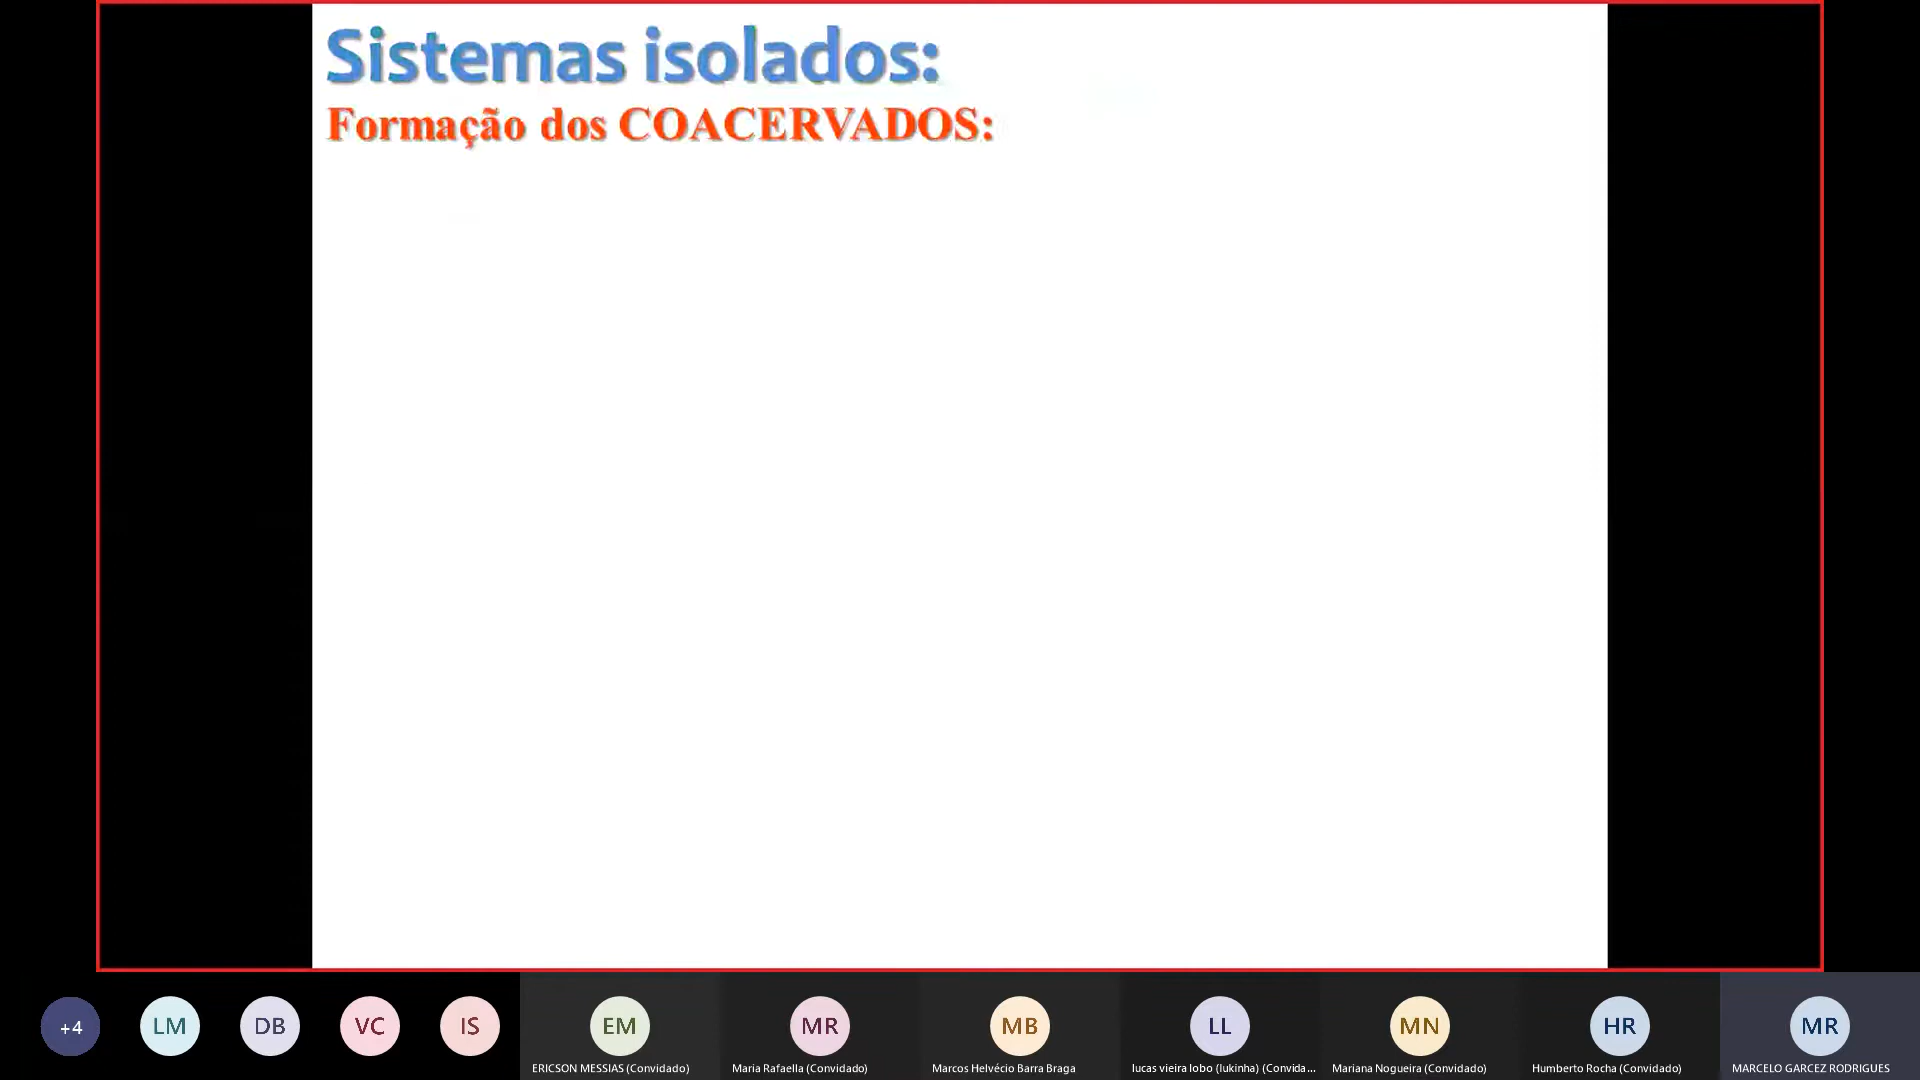 Sistemas isolados:
Formação dos COACERVADOS:
+4
LM
DB
VC
IS
EM
MR
MB
LL
MN
HR
MR
ERICSON MESSIAS (Convidado)
Maria Rafaella (Convidado)
Marcos Helvécio Barra Braga
lucas vieira lobo (lukinha) (Convida...
Mariana Nogueira (Convidado)
Humberto Rocha (Convidado)
MARCELO GARCEZ RODRIGUES